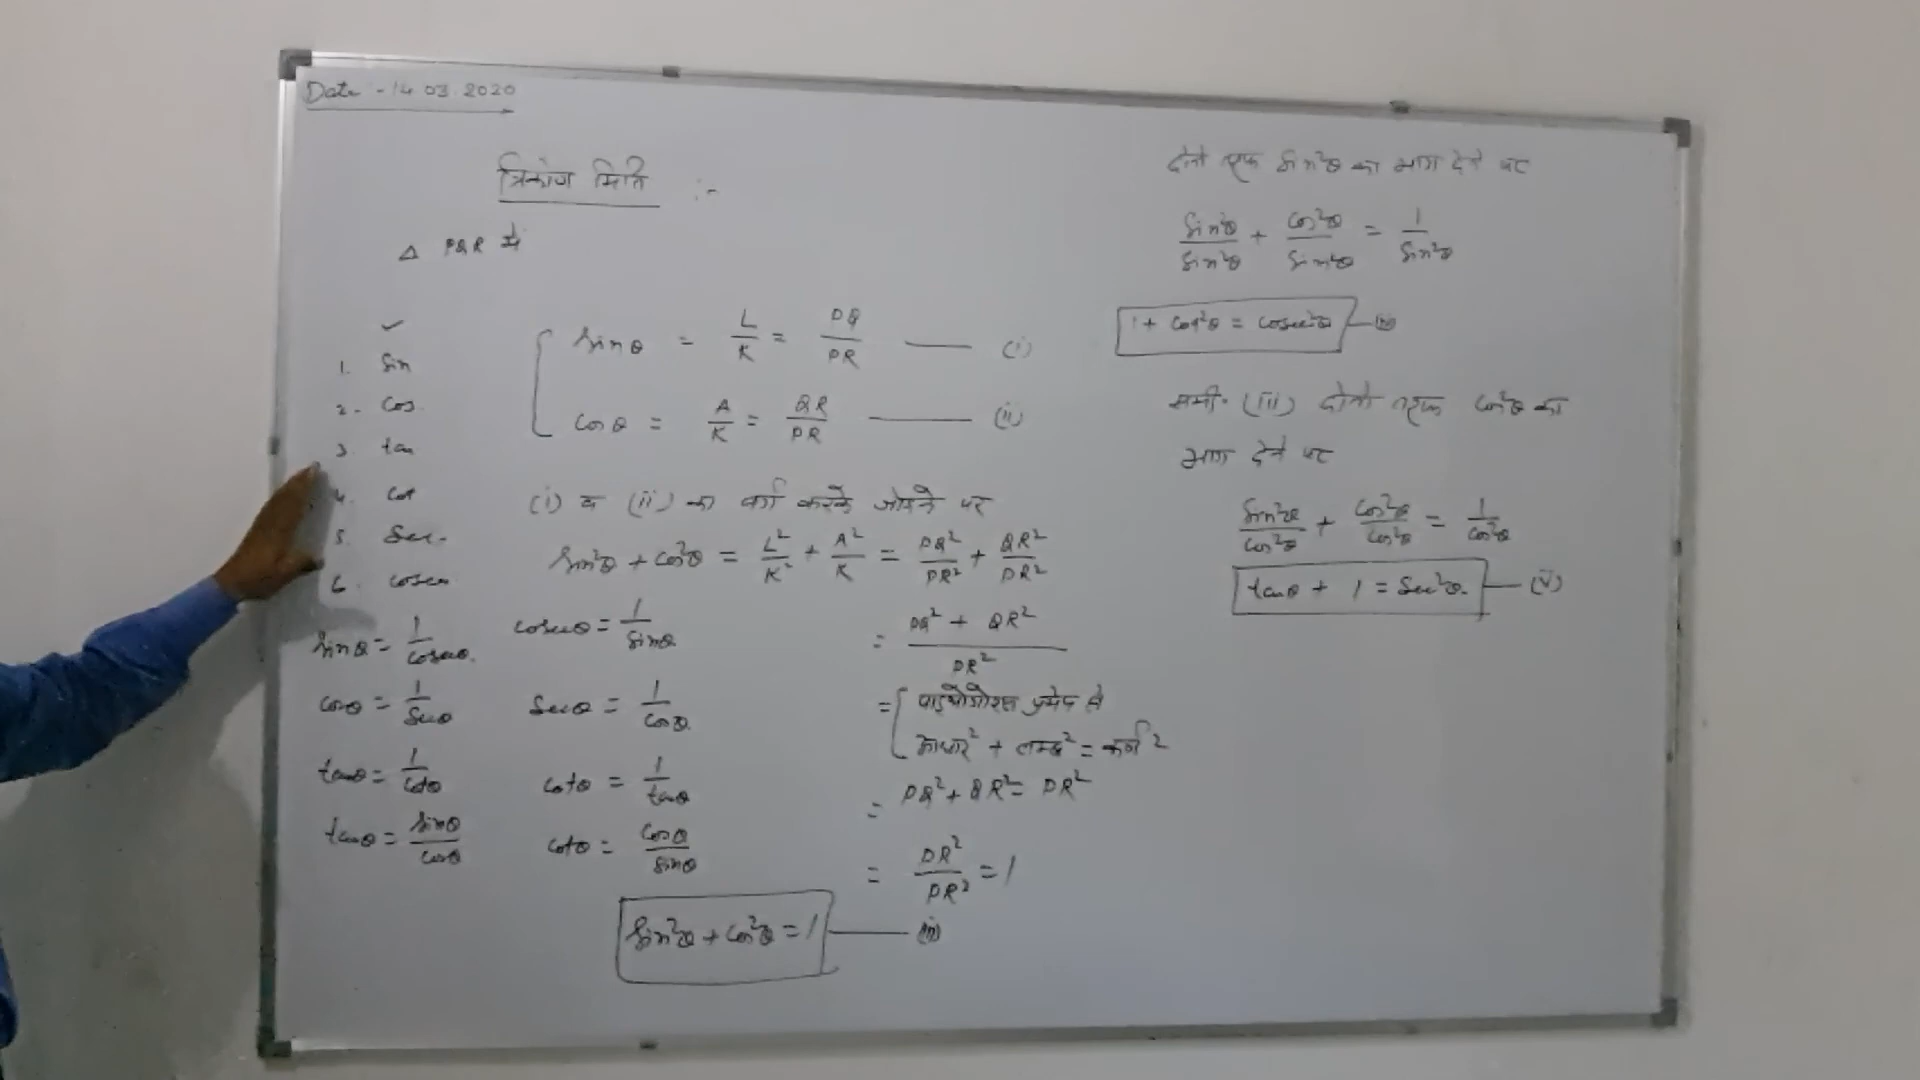 Date - 14.03.2020
त्रिकोण मिति :-
Δ PQR में
1. Sin
2. Cos
3. tan
4. Cot
5. Sec
6. Cosec
sinθ = L/K = PQ/PR — (i)
cosθ = A/K = QR/PR — (ii)
(i) व (ii) का वर्ग करके जोडने पर
Sin²θ + cos²θ = L²/K² + A²/K = PQ²/PR² + QR²/PR²
= PQ² + QR² / PR²
= { पाइथोगोरस प्रमेय से
आधार² + लम्ब² = कर्ण²
= PQ² + QR² = PR²
= PR²/PR² = 1
Sinθ = 1/cosecθ
cosecθ = 1/sinθ
cosθ = 1/secθ
Secθ = 1/cosθ
tanθ = 1/cotθ
cotθ = 1/tanθ
tanθ = sinθ/cosθ
cotθ = cosθ/sinθ
Sin²θ + cos²θ = 1 — (iii)
दोनो तरफ Sin²θ का भाग देने पर
Sin²θ/Sin²θ + Cos²θ/Sin²θ = 1/Sin²θ
1 + cot²θ = cosec²θ — (iv)
समी. (iii) दोनो तरफ cos²θ का
भाग देने पर
Sin²θ/Cos²θ + Cos²θ/Cos²θ = 1/Cos²θ
tanθ + 1 = Sec²θ. — (v)